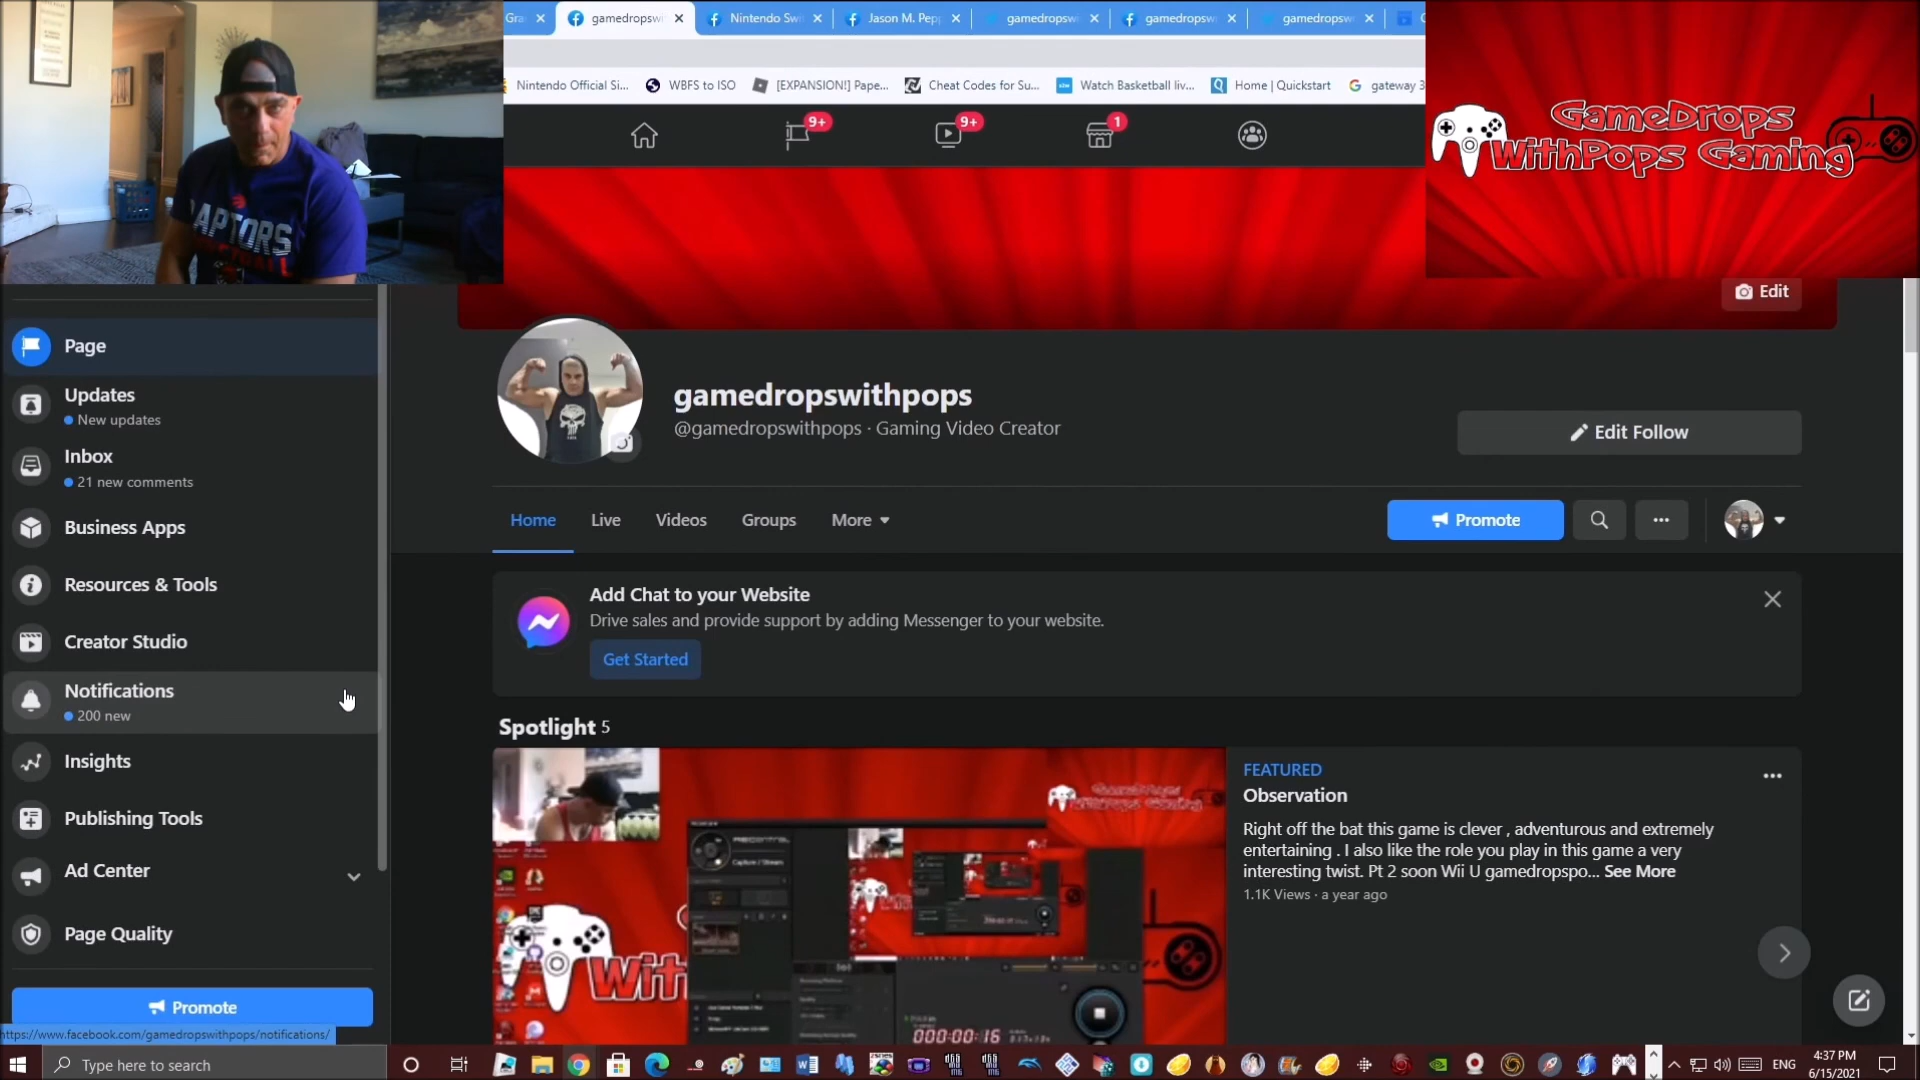 Gra
gamedropswi
Nintendo Swi
Jason M. Pep
gamedropswi
gamedropswi
gamedropsw
Nintendo Official Si...
WBFS to ISO
[EXPANSION!] Pape...
Cheat Codes for Su...
Watch Basketball liv...
Home | Quickstart
gateway 3
9+
9+
1
GameDrops
WithPops Gaming
RAPTORS
Edit
Page
Updates
New updates
Inbox
21 new comments
Business Apps
Resources & Tools
Creator Studio
Notifications
200 new
Insights
Publishing Tools
Ad Center
Page Quality
Promote
https://www.facebook.com/gamedropswithpops/notifications/
gamedropswithpops
@gamedropswithpops · Gaming Video Creator
Edit Follow
Home
Live
Videos
Groups
More
Promote
Add Chat to your Website
Drive sales and provide support by adding Messenger to your website.
Get Started
Spotlight 5
FEATURED
Observation
Right off the bat this game is clever , adventurous and extremely
entertaining . I also like the role you play in this game a very
interesting twist. Pt 2 soon Wii U gamedropspo... See More
1.1K Views · a year ago
With
000:00:16
Type here to search
ENG
4:37 PM
6/15/2021